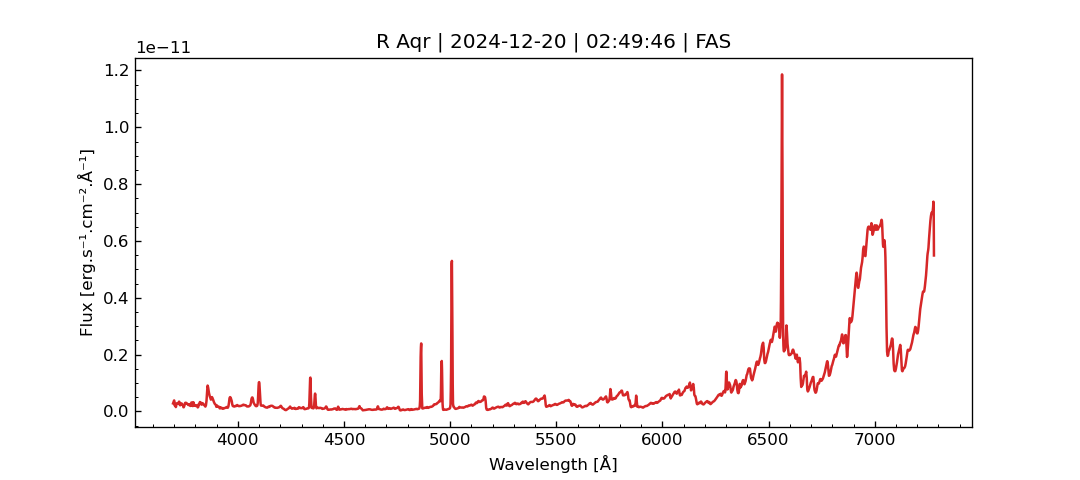 R Aqr | 2024-12-20 | 02:49:46 | FAS
1e−11
1.2
1.0
0.8
0.6
0.4
0.2
0.0
Flux [erg.s⁻¹.cm⁻².Å⁻¹]
4000 4500 5000 5500 6000 6500 7000
Wavelength [Å]